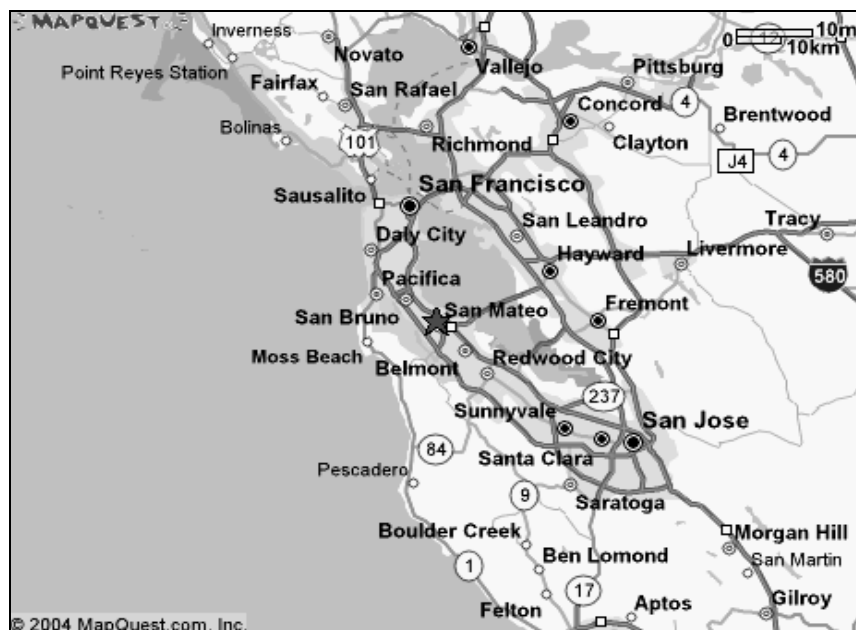 MAPQUEST
Inverness
10m
0
12
10km
Novato
Vallejo
Point Reyes Station
Pittsburg
Fairfax
San Rafael
Concord
4
Brentwood
Bolinas
101
Richmond
Clayton
J4
4
San Francisco
Sausalito
San Leandro
Tracy
Daly City
Hayward
Livermore
580
Pacifica
San Bruno
San Mateo
Fremont
Moss Beach
Belmont
Redwood City
237
Sunnyvale
San Jose
84
Pescadero
Santa Clara
9
Saratoga
Boulder Creek
Morgan Hill
Ben Lomond
San Martin
1
17
Felton
Aptos
Gilroy
© 2004 MapQuest.com, Inc.